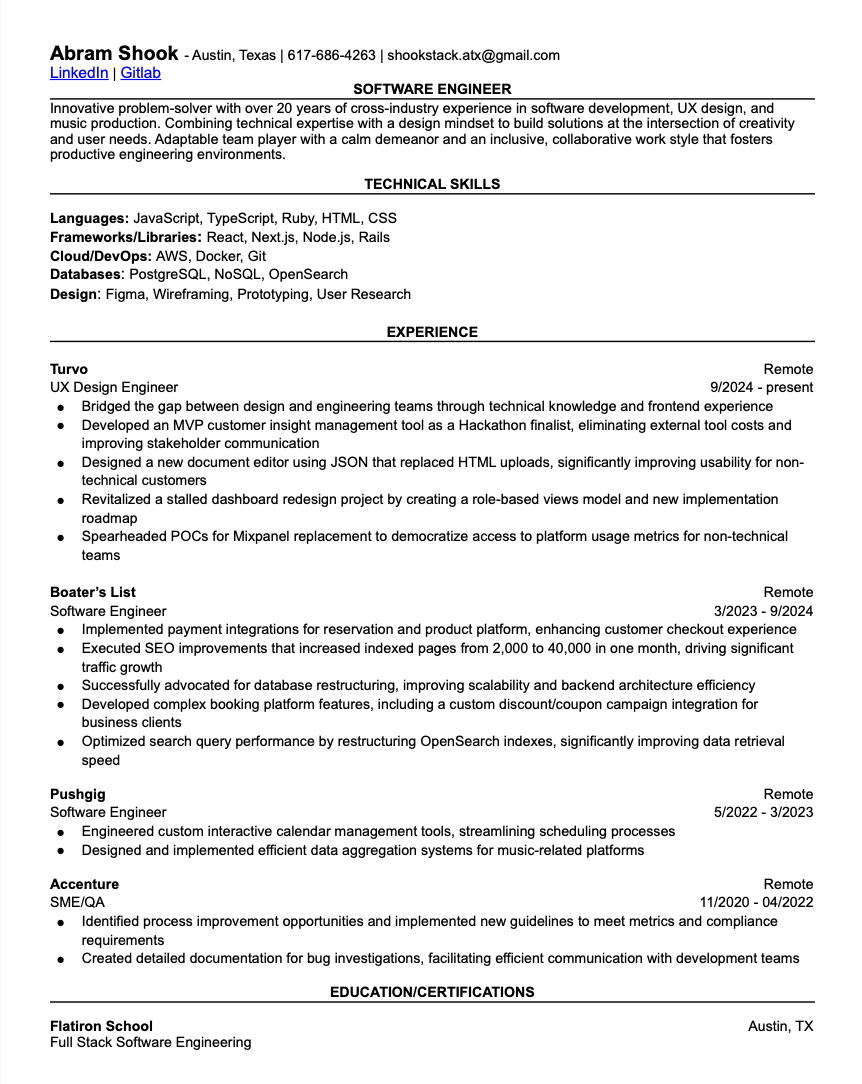 Abram Shook - Austin, Texas | 617-686-4263 | shookstack.atx@gmail.com
LinkedIn | Gitlab
SOFTWARE ENGINEER
Innovative problem-solver with over 20 years of cross-industry experience in software development, UX design, and
music production. Combining technical expertise with a design mindset to build solutions at the intersection of creativity
and user needs. Adaptable team player with a calm demeanor and an inclusive, collaborative work style that fosters
productive engineering environments.
TECHNICAL SKILLS
Languages: JavaScript, TypeScript, Ruby, HTML, CSS
Frameworks/Libraries: React, Next.js, Node.js, Rails
Cloud/DevOps: AWS, Docker, Git
Databases: PostgreSQL, NoSQL, OpenSearch
Design: Figma, Wireframing, Prototyping, User Research
EXPERIENCE
Turvo Remote
UX Design Engineer 9/2024 - present
● Bridged the gap between design and engineering teams through technical knowledge and frontend experience
● Developed an MVP customer insight management tool as a Hackathon finalist, eliminating external tool costs and
improving stakeholder communication
● Designed a new document editor using JSON that replaced HTML uploads, significantly improving usability for non-
technical customers
● Revitalized a stalled dashboard redesign project by creating a role-based views model and new implementation
roadmap
● Spearheaded POCs for Mixpanel replacement to democratize access to platform usage metrics for non-technical
teams
Boater's List Remote
Software Engineer 3/2023 - 9/2024
● Implemented payment integrations for reservation and product platform, enhancing customer checkout experience
● Executed SEO improvements that increased indexed pages from 2,000 to 40,000 in one month, driving significant
traffic growth
● Successfully advocated for database restructuring, improving scalability and backend architecture efficiency
● Developed complex booking platform features, including a custom discount/coupon campaign integration for
business clients
● Optimized search query performance by restructuring OpenSearch indexes, significantly improving data retrieval
speed
Pushgig Remote
Software Engineer 5/2022 - 3/2023
● Engineered custom interactive calendar management tools, streamlining scheduling processes
● Designed and implemented efficient data aggregation systems for music-related platforms
Accenture Remote
SME/QA 11/2020 - 04/2022
● Identified process improvement opportunities and implemented new guidelines to meet metrics and compliance
requirements
● Created detailed documentation for bug investigations, facilitating efficient communication with development teams
EDUCATION/CERTIFICATIONS
Flatiron School Austin, TX
Full Stack Software Engineering